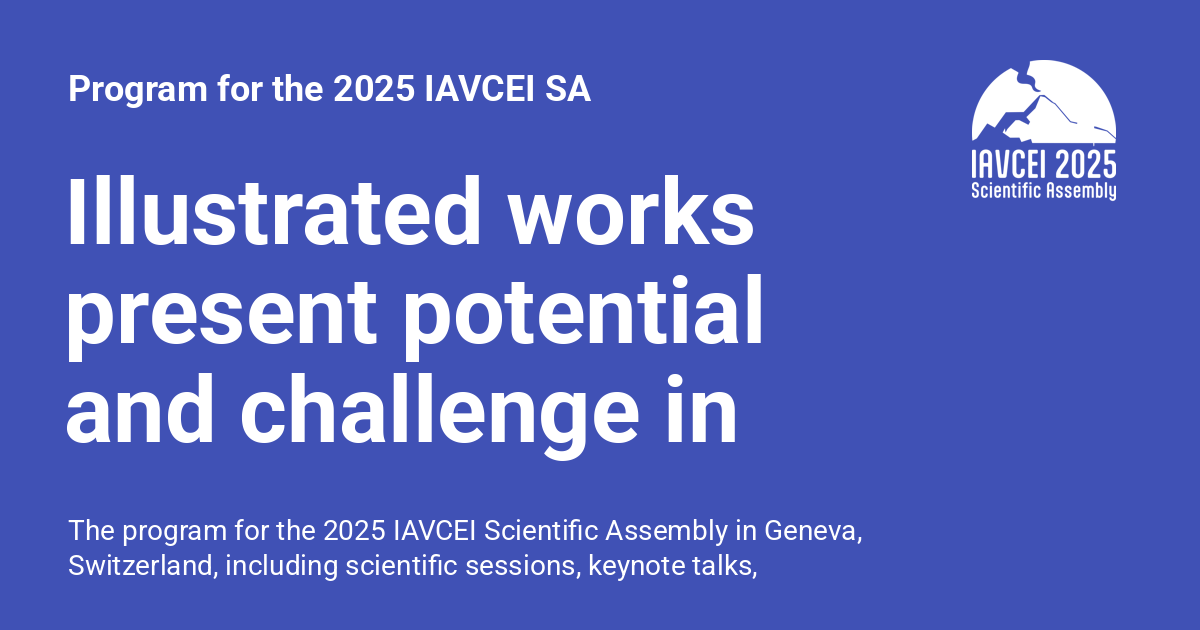 Program for the 2025 IAVCEI SA
IAVCEI 2025
Scientific Assembly
Illustrated works
present potential
and challenge in
The program for the 2025 IAVCEI Scientific Assembly in Geneva,
Switzerland, including scientific sessions, keynote talks,